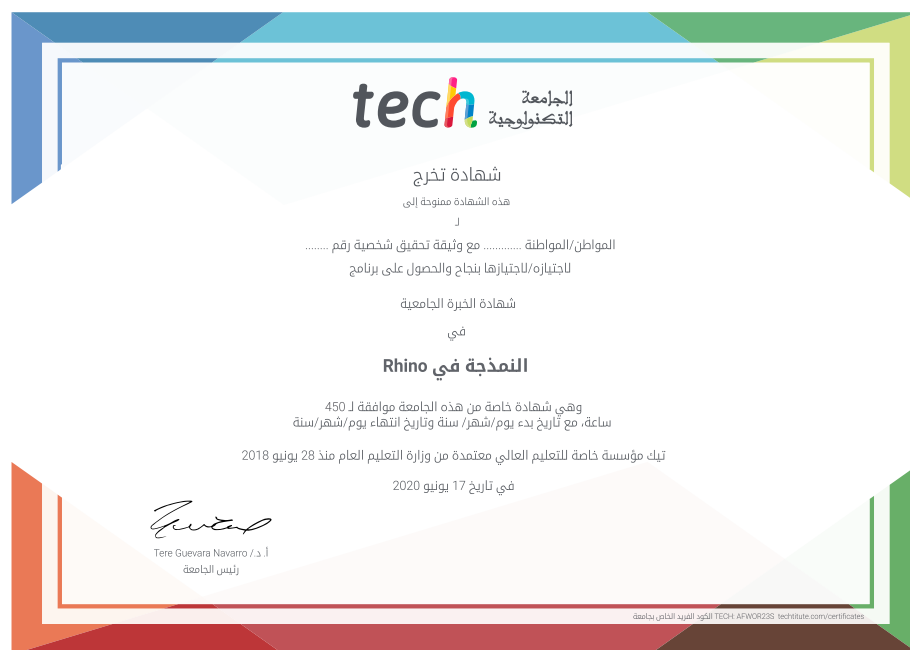 tech الجامعة
التكنولوجية
شهادة تخرج
هذه الشهادة ممنوحة إلى
لـ
المواطن/المواطنة ............. مع وثيقة تحقيق شخصية رقم ........
لاجتيازه/لاجتيازها بنجاح والحصول على برنامج
شهادة الخبرة الجامعية
في
النمذجة في Rhino
وهي شهادة خاصة من هذه الجامعة موافقة لـ 450
ساعة، مع تاريخ بدء يوم/شهر/ سنة وتاريخ انتهاء يوم/شهر/سنة
تيك مؤسسة خاصة للتعليم العالي معتمدة من وزارة التعليم العام منذ 28 يونيو 2018
في تاريخ 17 يونيو 2020
أ. د./ Tere Guevara Navarro
رئيس الجامعة
الكود الفريد الخاص بجامعة TECH: AFWOR23S techtitute.com/certificates